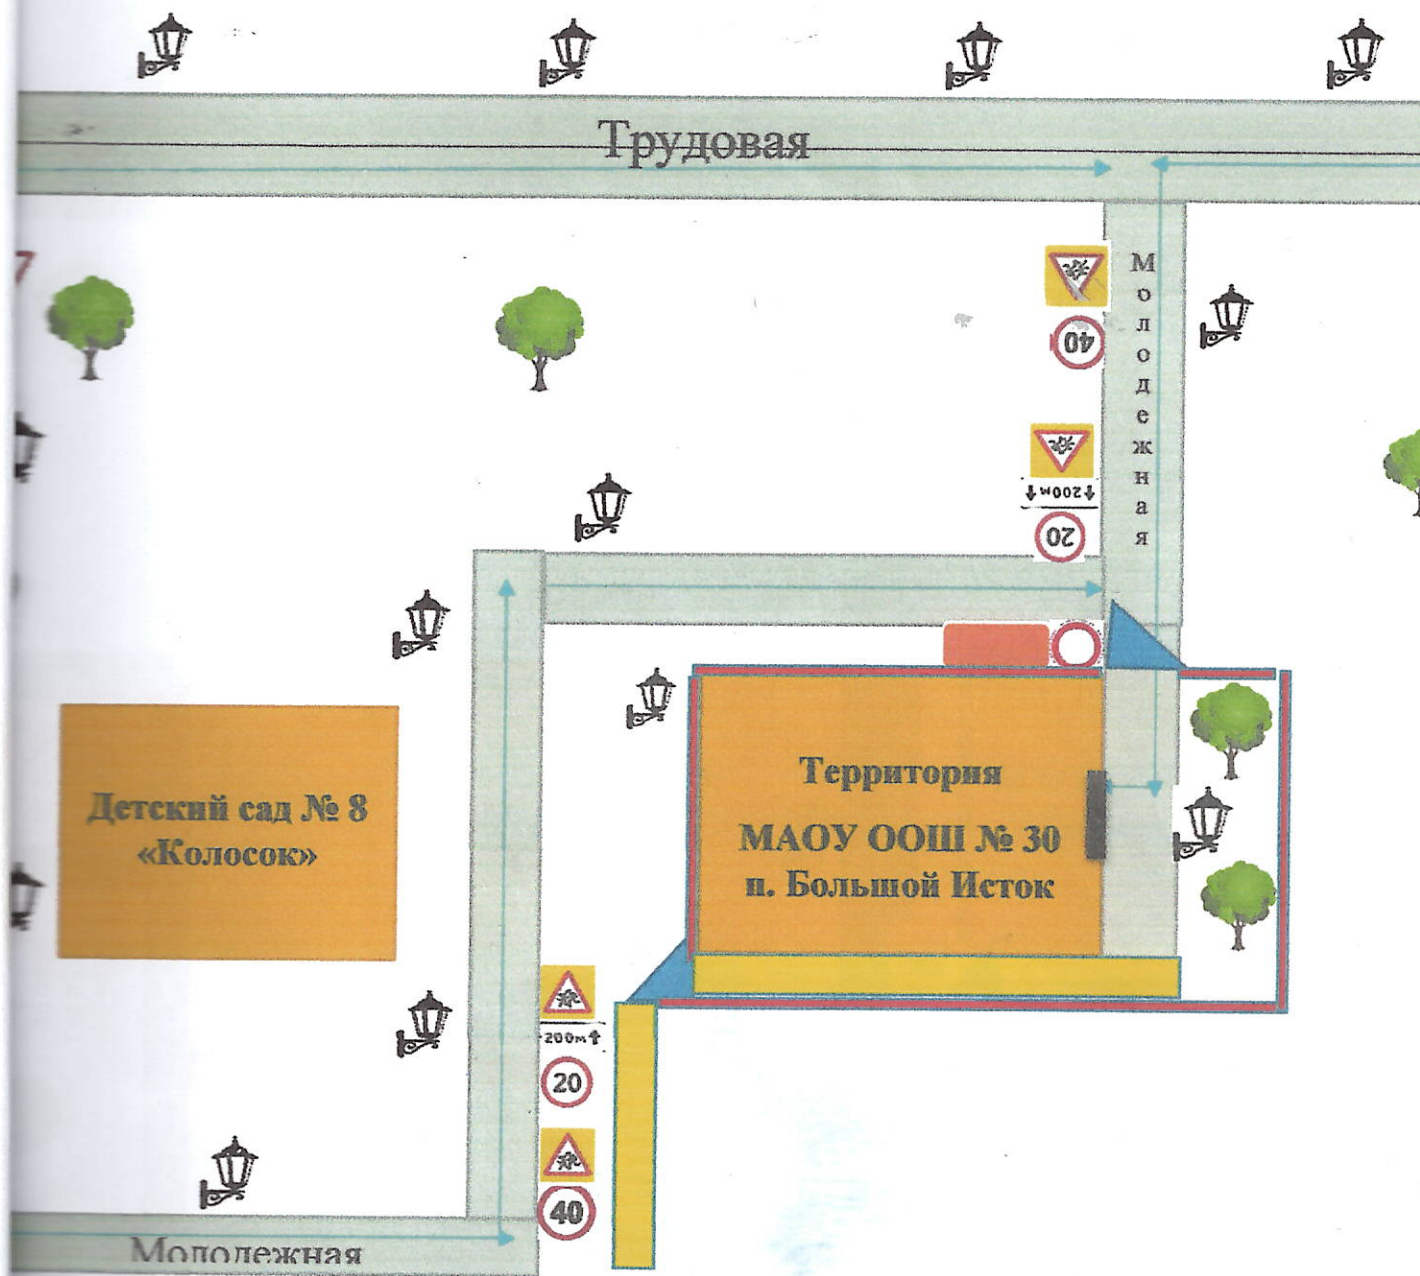 Трудовая
7
Молодежная
40
200м
20
Детский сад № 8
«Колосок»
Территория
МАОУ ООШ № 30
п. Большой Исток
200м
20
40
Молодежная